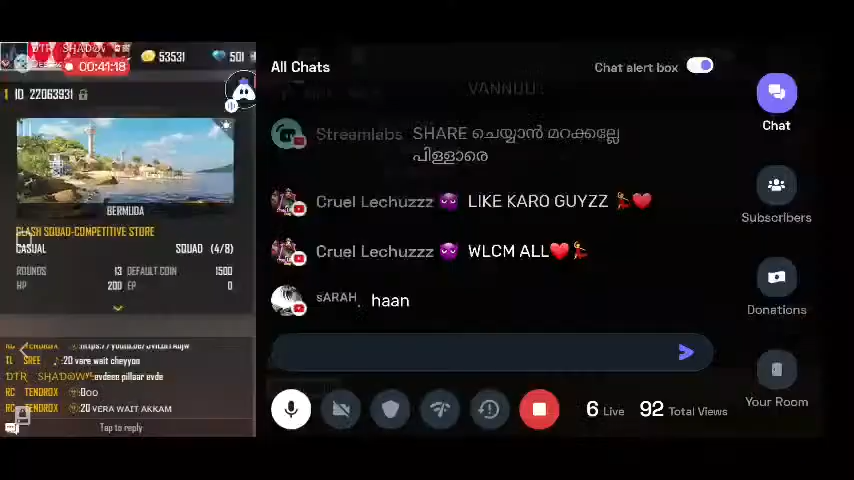 DTR SHADOW
53531
501
00:41:18
ID 22063931
BERMUDA
CLASH SQUAD-COMPETITIVE STORE
CASUAL SQUAD (4/8)
ROUNDS 13 DEFAULT COIN 1500
HP 200 EP 0
TL SREE :20 vare wait cheyyoo
DTR SHADOW :evdeee pillaar evde
RC TENDROX :Ooo
RC TENDROX :20 VERA WAIT AKKAM
Tap to reply
All Chats
Chat alert box
Streamlabs SHARE ചെയ്യാൻ മറക്കല്ലേ
പിള്ളാരെ
Cruel Lechuzzz 😈 LIKE KARO GUYZZ 💃❤️
Cruel Lechuzzz 😈 WLCM ALL❤️💃
sARAH. haan
6 Live 92 Total Views
Chat
Subscribers
Donations
Your Room